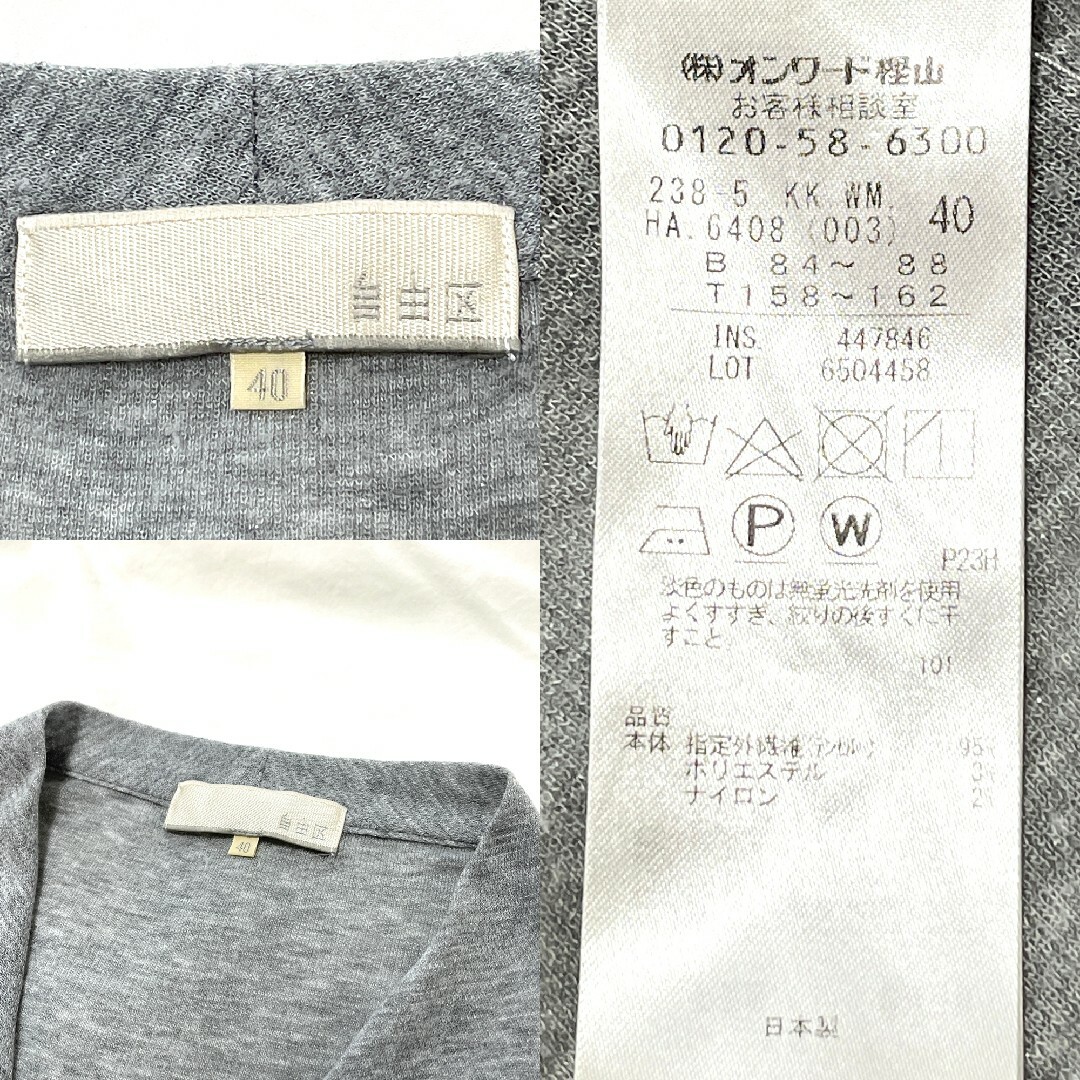 自由区
40
自由区
40
(株)オンワード樫山
お客様相談室
0120-58-6300
238-5 KK.WM.
HA.6408 (003) 40
B 84～ 88
T 158～162
INS. 447846
LOT 6504458
P
W
P23H
淡色のものは無蛍光洗剤を使用
よくすすぎ、絞りの後すぐに干
すこと。
101
品質
本体 指定外繊維(テンセル) 95%
ポリエステル 3%
ナイロン 2%
日本製